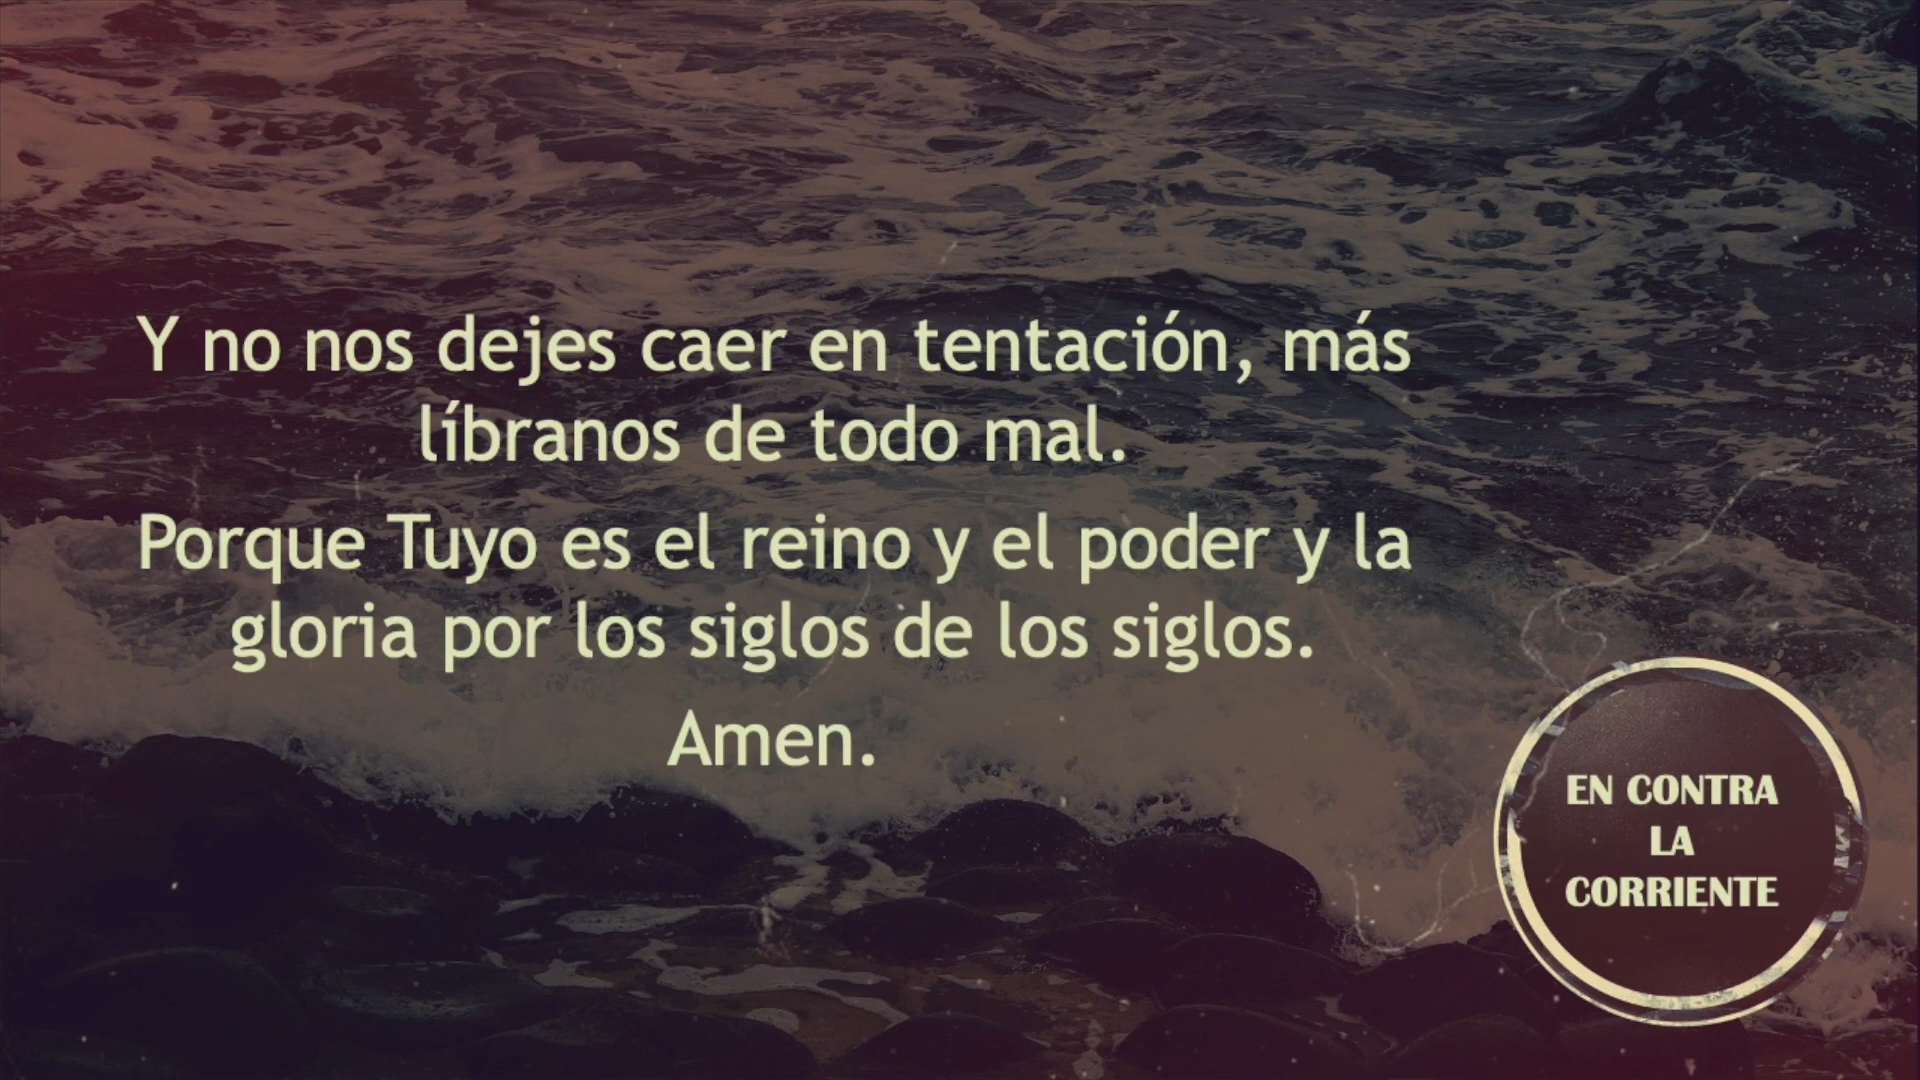 Y no nos dejes caer en tentación, más
líbranos de todo mal.
Porque Tuyo es el reino y el poder y la
gloria por los siglos de los siglos.
Amen.
EN CONTRA
LA
CORRIENTE